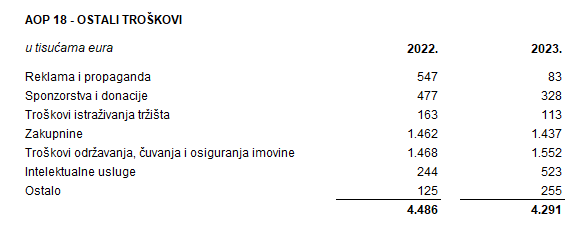 AOP 18 - OSTALI TROŠKOVI
u tisućama eura 2022. 2023.
Reklama i propaganda 547 83
Sponzorstva i donacije 477 328
Troškovi istraživanja tržišta 163 113
Zakupnine 1.462 1.437
Troškovi održavanja, čuvanja i osiguranja imovine 1.468 1.552
Intelektualne usluge 244 523
Ostalo 125 255
4.486 4.291